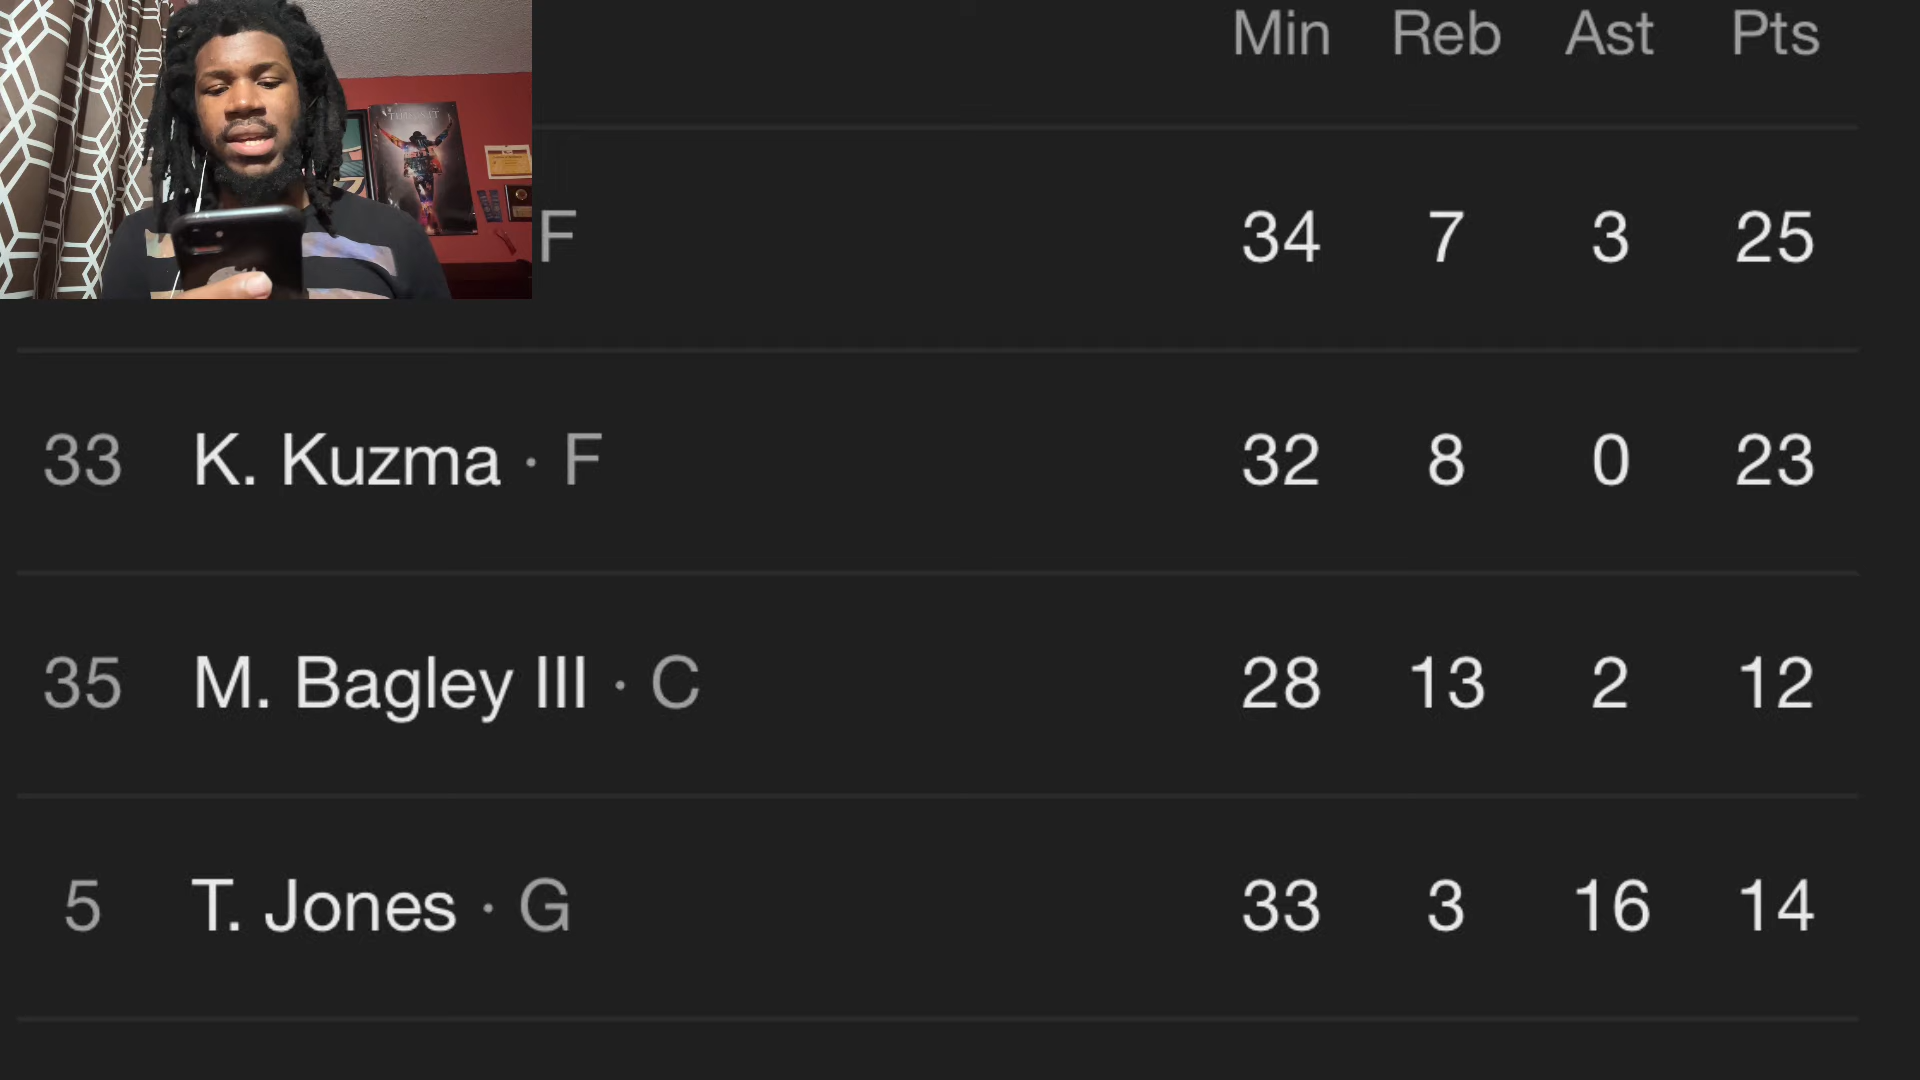 Min Reb Ast Pts
F 34 7 3 25
33 K. Kuzma · F 32 8 0 23
35 M. Bagley III · C 28 13 2 12
5 T. Jones · G 33 3 16 14